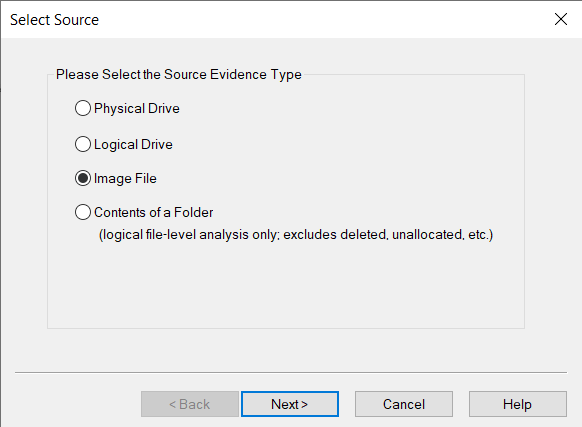 Select Source
Please Select the Source Evidence Type
Physical Drive
Logical Drive
Image File
Contents of a Folder
(logical file-level analysis only; excludes deleted, unallocated, etc.)
< Back
Next >
Cancel
Help